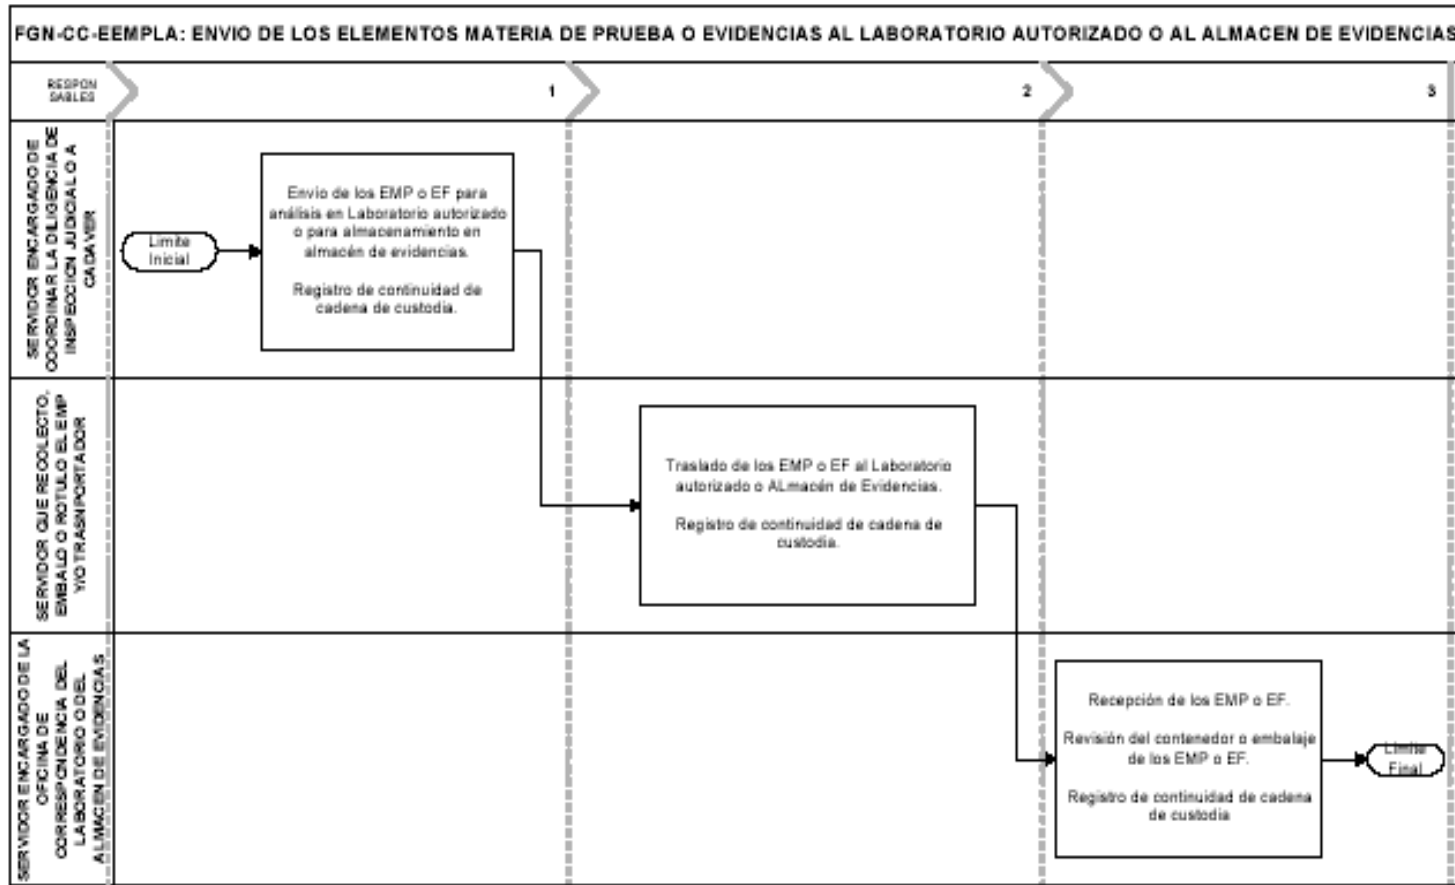 FGN-CC-EEMPLA: ENVIO DE LOS ELEMENTOS MATERIA DE PRUEBA O EVIDENCIAS AL LABORATORIO AUTORIZADO O AL ALMACEN DE EVIDENCIAS
RESPON
SABLES
1
2
3
SERVIDOR ENCARGADO DE
COORDINAR LA DILIGENCIA DE
INSPECCION JUDICIAL O A
CADAVER
Limite
Inicial
Envio de los EMP o EF para
análisis en Laboratorio autorizado
o para almacenamiento en
almacén de evidencias.
Registro de continuidad de
cadena de custodia.
SERVIDOR QUE RECOLECTO,
EMBALO O ROTULO EL EMP
Y/O TRASNPORTADOR
Traslado de los EMP o EF al Laboratorio
autorizado o ALmacén de Evidencias.
Registro de continuidad de cadena de
custodia.
SERVIDOR ENCARGADO DE LA
OFICINA DE
CORRESPONDENCIA DEL
LABORATORIO O DEL
ALMACEN DE EVIDENCIAS
Recepción de los EMP o EF.
Revisión del contenedor o embalaje
de los EMP o EF.
Registro de continuidad de cadena
de custodia
Limite
Final